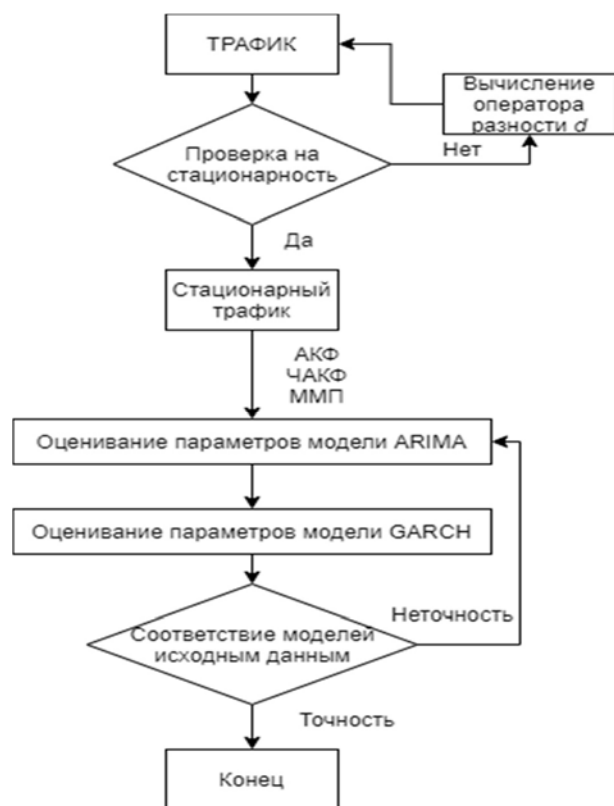 ТРАФИК
Вычисление
оператора
разности d
Проверка на
стационарность
Нет
Да
Стационарный
трафик
АКФ
ЧАКФ
ММП
Оценивание параметров модели ARIMA
Оценивание параметров модели GARCH
Соответствие моделей
исходным данным
Неточность
Точность
Конец